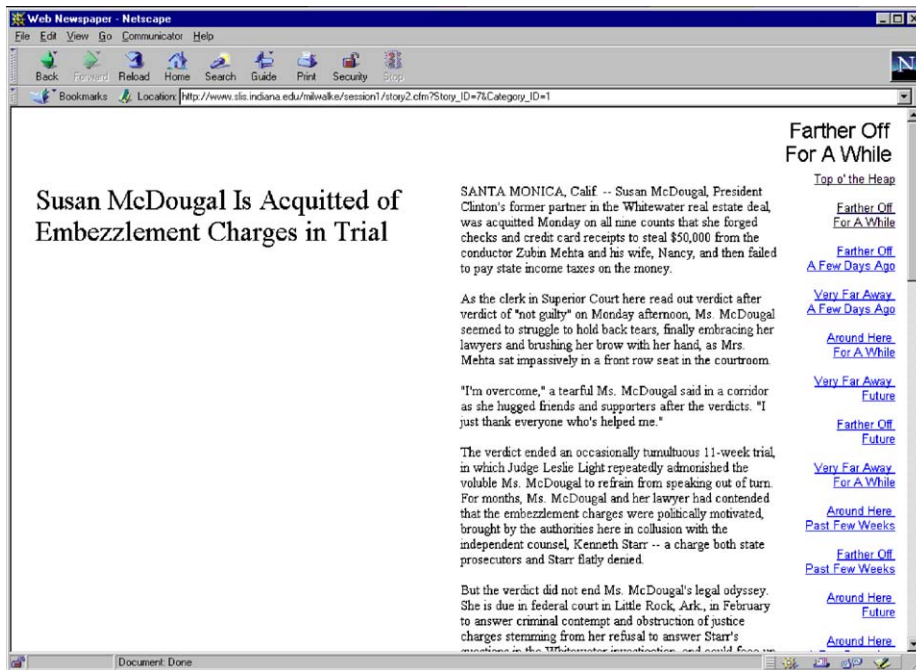 Web Newspaper - Netscape
File Edit View Go Communicator Help
Back Forward Reload Home Search Guide Print Security Stop
N
Bookmarks Location: http://www.slis.indiana.edu/milwalke/session1/story2.cfm?Story_ID=7&Category_ID=1
Susan McDougal Is Acquitted of
Embezzlement Charges in Trial
SANTA MONICA, Calif. -- Susan McDougal, President
Clinton's former partner in the Whitewater real estate deal,
was acquitted Monday on all nine counts that she forged
checks and credit card receipts to steal $50,000 from the
conductor Zubin Mehta and his wife, Nancy, and then failed
to pay state income taxes on the money.
As the clerk in Superior Court here read out verdict after
verdict of "not guilty" on Monday afternoon, Ms. McDougal
seemed to struggle to hold back tears, finally embracing her
lawyers and brushing her brow with her hand, as Mrs.
Mehta sat impassively in a front row seat in the courtroom.
"I'm overcome," a tearful Ms. McDougal said in a corridor
as she hugged friends and supporters after the verdicts. "I
just thank everyone who's helped me."
The verdict ended an occasionally tumultuous 11-week trial,
in which Judge Leslie Light repeatedly admonished the
voluble Ms. McDougal to refrain from speaking out of turn.
For months, Ms. McDougal and her lawyer had contended
that the embezzlement charges were politically motivated,
brought by the authorities here in collusion with the
independent counsel, Kenneth Starr -- a charge both state
prosecutors and Starr flatly denied.
But the verdict did not end Ms. McDougal's legal odyssey.
She is due in federal court in Little Rock, Ark., in February
to answer criminal contempt and obstruction of justice
charges stemming from her refusal to answer Starr's
questions in the Whitewater investigation, and could face up
Farther Off
For A While
Top o' the Heap
Farther Off
For A While
Farther Off
A Few Days Ago
Very Far Away
A Few Days Ago
Around Here
For A While
Very Far Away
Future
Farther Off
Future
Very Far Away
For A While
Around Here
Past Few Weeks
Farther Off
Past Few Weeks
Around Here
Future
Around Here
Document: Done